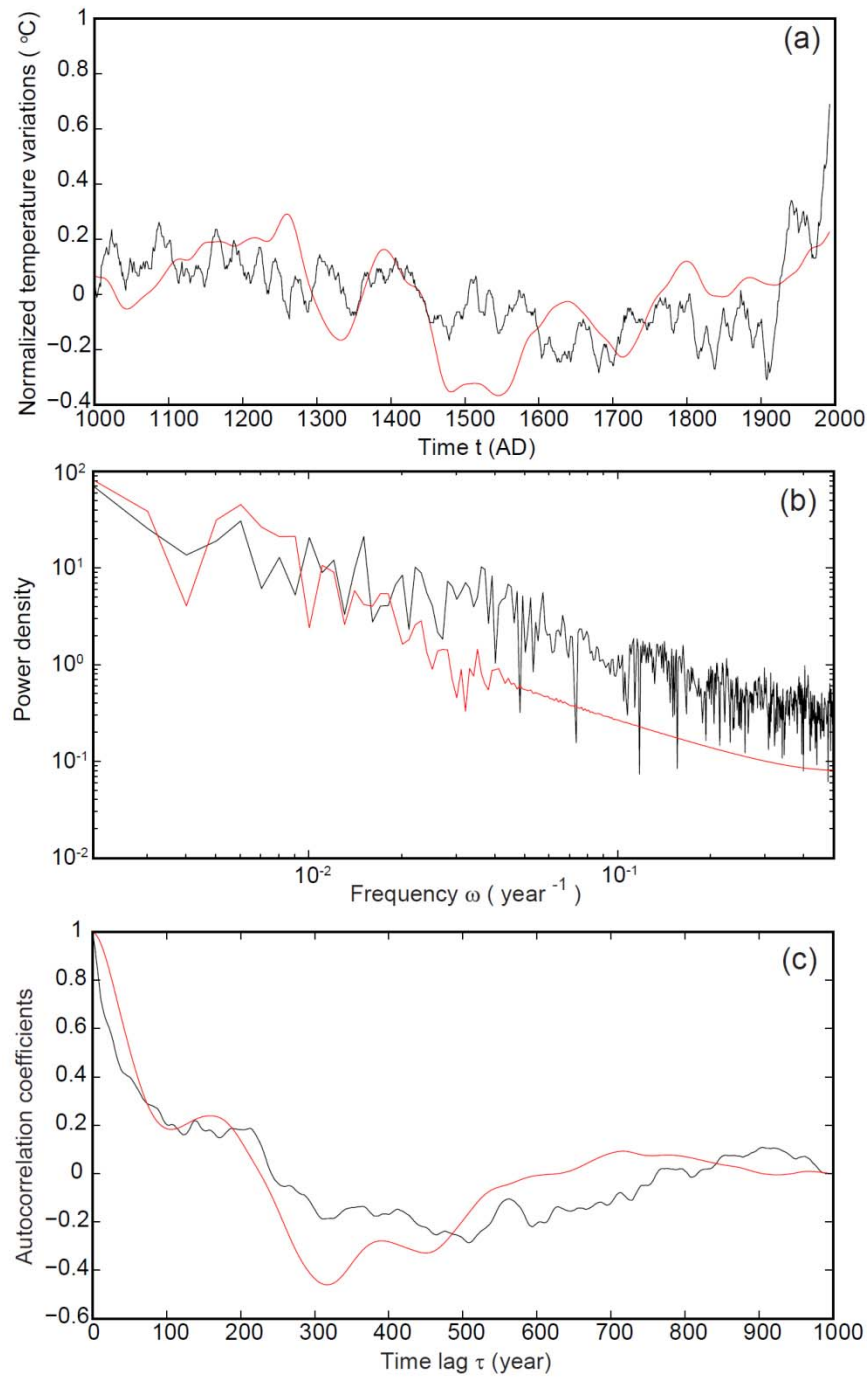 (a)
Normalized temperature variations ( °C)
1
0.8
0.6
0.4
0.2
0
−0.2
−0.4
1000 1100 1200 1300 1400 1500 1600 1700 1800 1900 2000
Time t (AD)
(b)
Power density
10²
10¹
10⁰
10⁻¹
10⁻²
10⁻² 10⁻¹
Frequency ω ( year ⁻¹ )
(c)
Autocorrelation coefficients
1
0.8
0.6
0.4
0.2
0
−0.2
−0.4
−0.6
0 100 200 300 400 500 600 700 800 900 1000
Time lag τ (year)